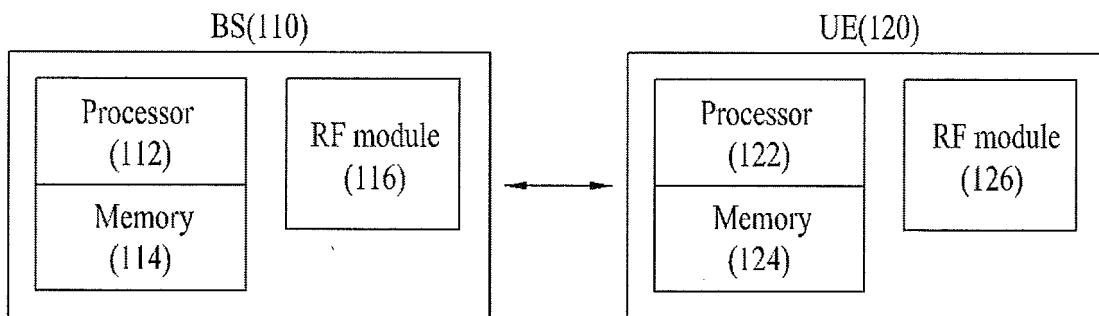 BS(110)
Processor
(112)
Memory
(114)
RF module
(116)
UE(120)
Processor
(122)
Memory
(124)
RF module
(126)